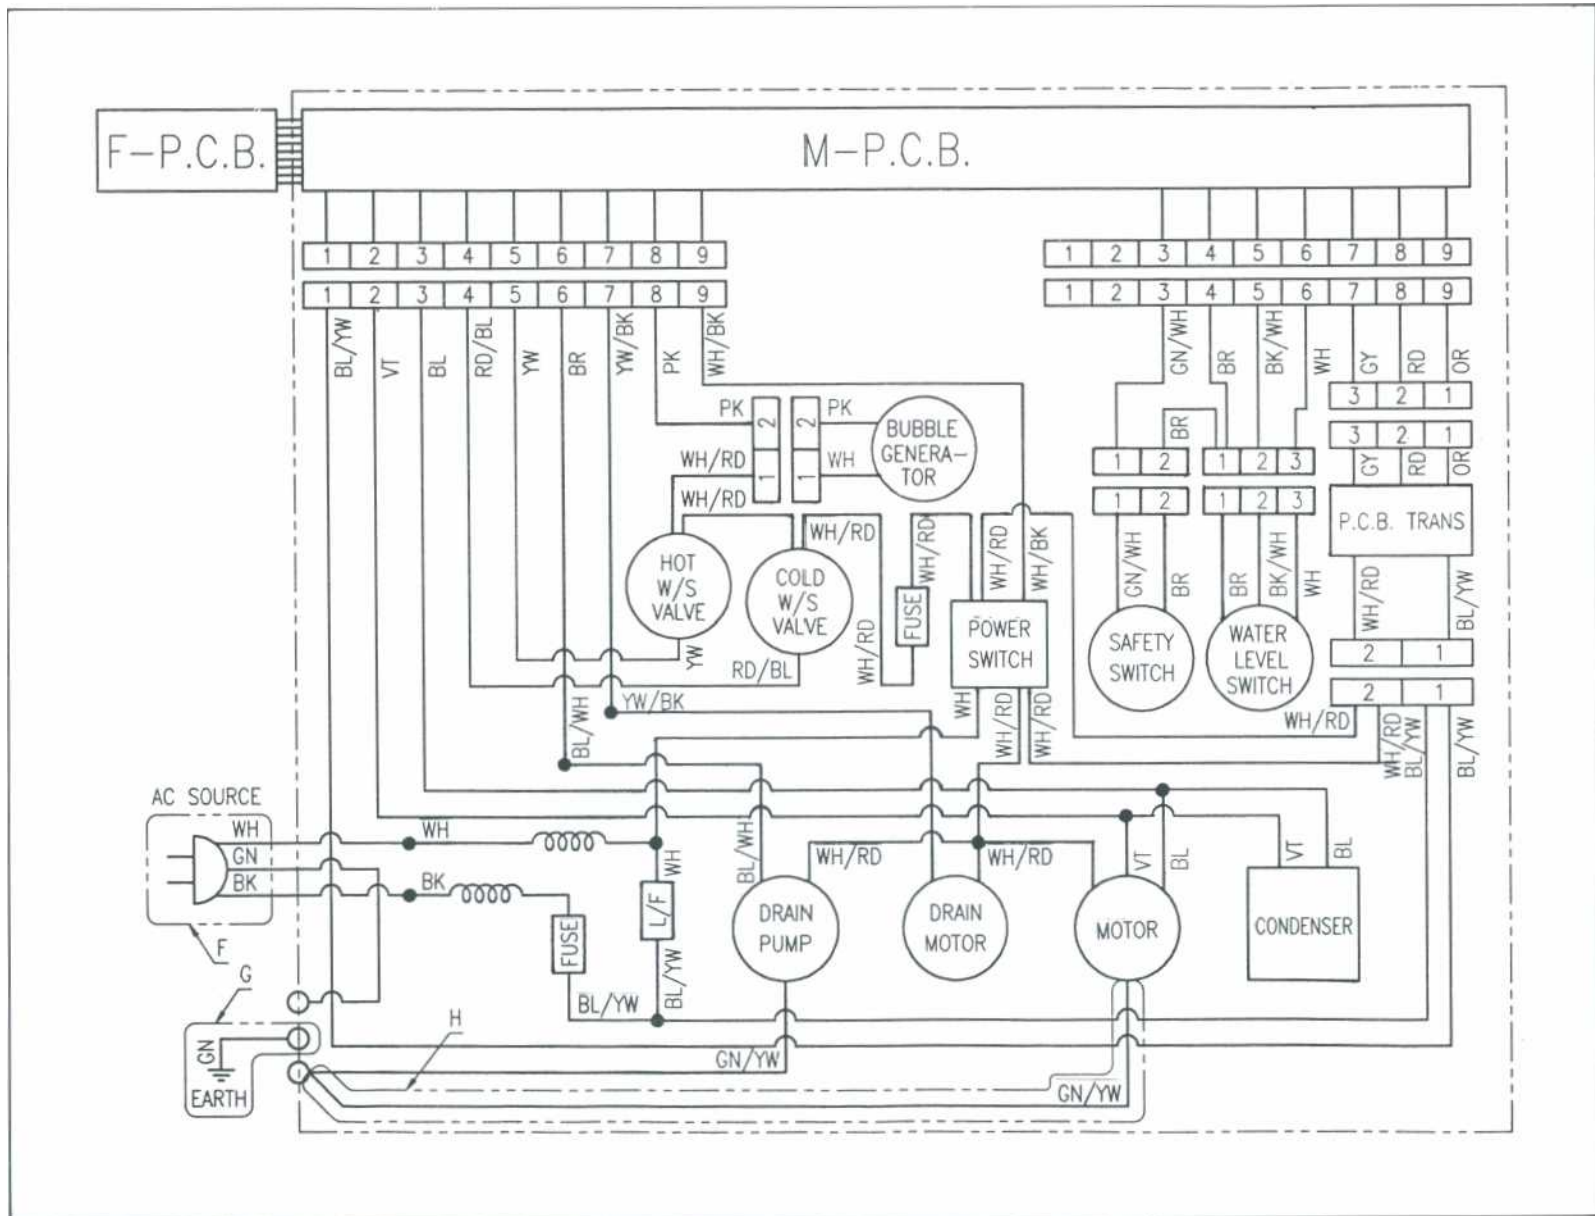 F-P.C.B.
M-P.C.B.
1 2 3 4 5 6 7 8 9
1 2 3 4 5 6 7 8 9
1 2 3 4 5 6 7 8 9
1 2 3 4 5 6 7 8 9
BL/YW
VT
BL
RD/BL
YW
BR
YW/BK
PK
WH/BK
GN/WH
BR
BK/WH
WH
GY
RD
OR
3 2 1
3 2 1
GY
RD
OR
P.C.B. TRANS
WH/RD
BL/YW
2 1
2 1
WH/RD
WH/RD
BL/YW
BL/YW
PK
2
2
PK
WH/RD
1
1
WH
WH/RD
BUBBLE
GENERA-
TOR
BR
1 2
1 2 3
1 2
1 2 3
GN/WH
BR
BR
BK/WH
WH
SAFETY
SWITCH
WATER
LEVEL
SWITCH
HOT
W/S
VALVE
COLD
W/S
VALVE
WH/RD
WH/RD
FUSE
WH/RD
WH/RD
WH/BK
POWER
SWITCH
YW
RD/BL
BL/WH
YW/BK
WH
WH/RD
WH/RD
AC SOURCE
WH
GN
BK
WH
BK
F
G
H
GN
EARTH
FUSE
L/F
WH
BL/YW
BL/YW
BL/WH
WH/RD
WH/RD
VT
BL
VT
BL
DRAIN
PUMP
DRAIN
MOTOR
MOTOR
CONDENSER
GN/YW
GN/YW